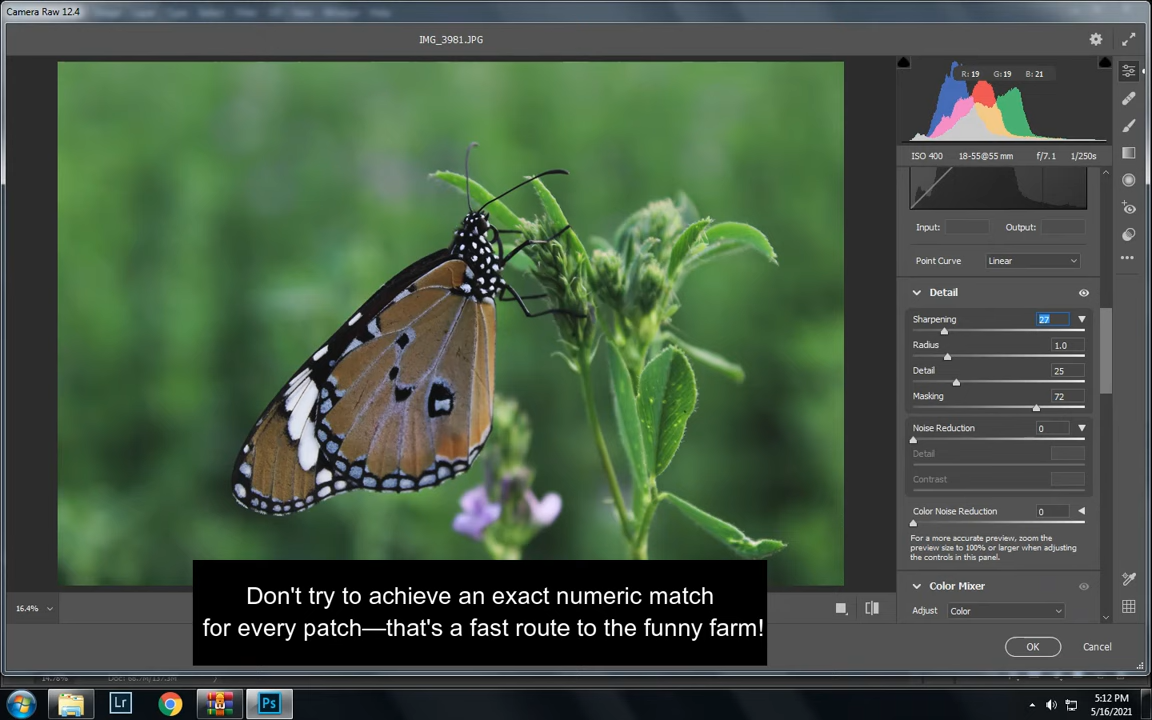 Camera Raw 12.4
IMG_3981.JPG
R: 19 G: 19 B: 21
ISO 400 18-55@55 mm f/7.1 1/250s
Input: Output:
Point Curve Linear
Detail
Sharpening 27
Radius 1.0
Detail 25
Masking 72
Noise Reduction 0
Detail
Contrast
Color Noise Reduction 0
For a more accurate preview, zoom the
preview size to 100% or larger when adjusting
the controls in this panel.
Color Mixer
Adjust Color
16.4%
Don't try to achieve an exact numeric match
for every patch—that's a fast route to the funny farm!
OK Cancel
Lr
Ps
5:12 PM
5/16/2021